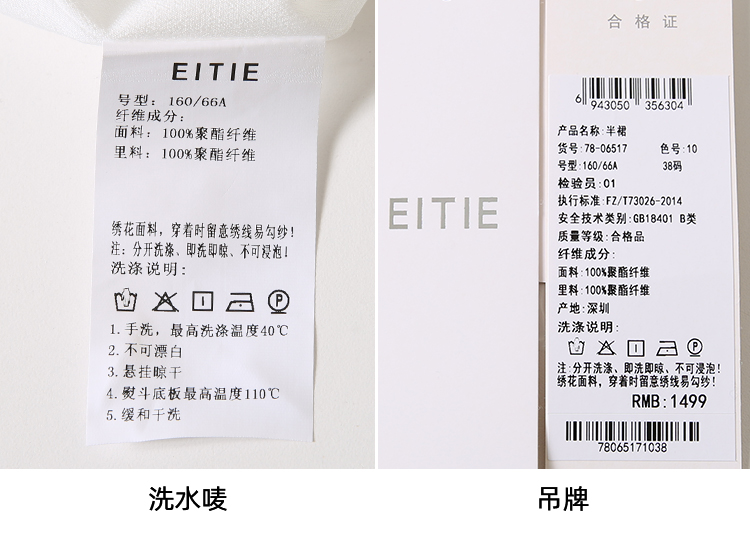 EITIE
号型: 160/66A
纤维成分:
面料: 100%聚酯纤维
里料: 100%聚酯纤维
绣花面料,穿着时留意绣线易勾纱!
注:分开洗涤、即洗即晾、不可浸泡!
洗涤说明:
P
1.手洗,最高洗涤温度40℃
2.不可漂白
3.悬挂晾干
4.熨斗底板最高温度110℃
5.缓和干洗
洗水唛
EITIE
合格证
6 943050 356304
产品名称:半裙
货号:78-06517 色号:10
号型:160/66A 38码
检验员:01
执行标准:FZ/T73026-2014
安全技术类别:GB18401 B类
质量等级:合格品
纤维成分:
面料:100%聚酯纤维
里料:100%聚酯纤维
产地:深圳
洗涤说明:
P
注:分开洗涤、即洗即晾、不可浸泡!
绣花面料,穿着时留意绣线易勾纱!
RMB:1499
78065171038
吊牌